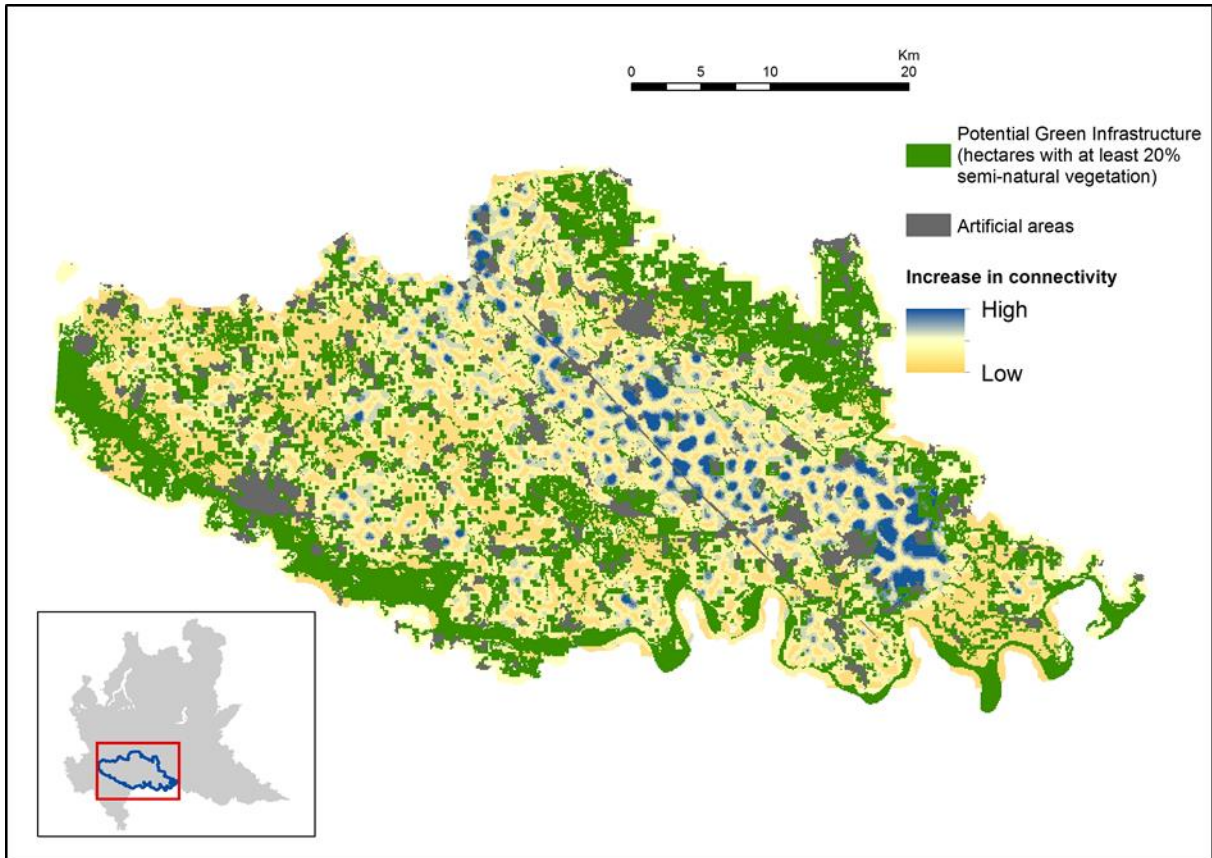 Km
0 5 10 20
Potential Green Infrastructure
(hectares with at least 20%
semi-natural vegetation)
Artificial areas
Increase in connectivity
High
Low